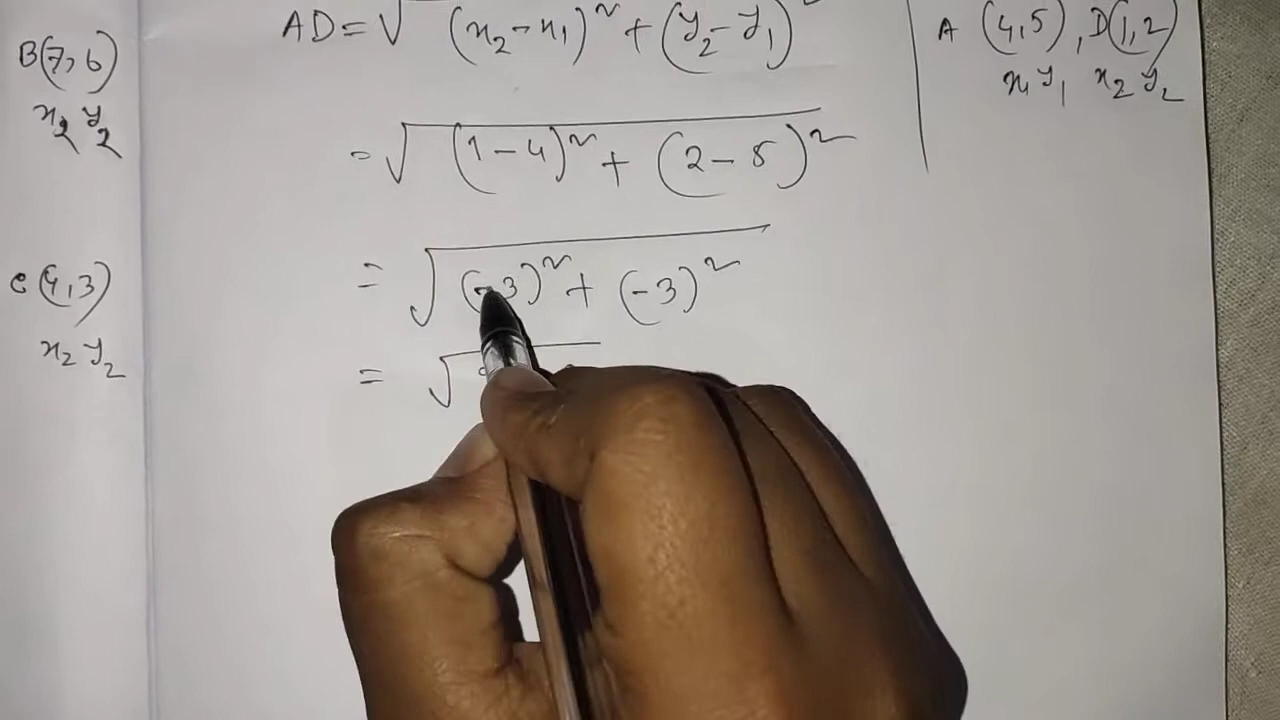 AD = √(x₂-x₁)² + (y₂-y₁)²
A (4,5), D(1,2)
x₁ y₁ x₂ y₂
B(7,6)
x₂ y₂
= √(1-4)² + (2-5)²
= √(-3)² + (-3)²
C(4,3)
x₂ y₂
= √